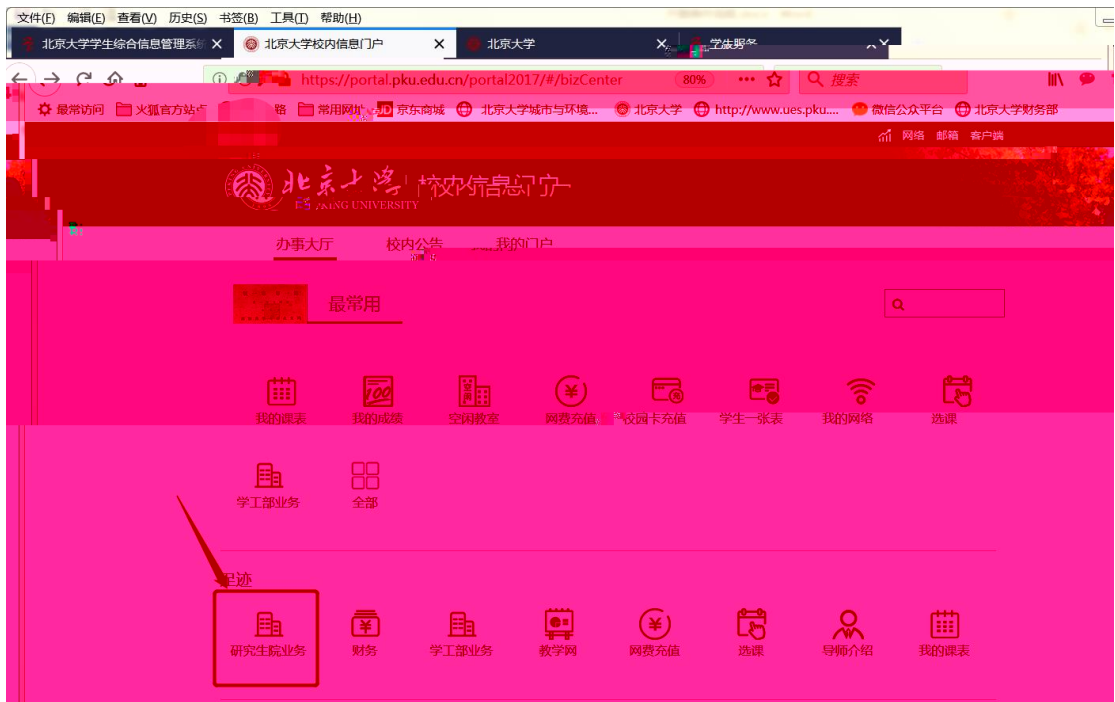 文件(F) 编辑(E) 查看(V) 历史(S) 书签(B) 工具(T) 帮助(H)
北京大学学生综合信息管理系统 × 北京大学校内信息门户 × 北京大学 ×
https://portal.pku.edu.cn/portal2017/#/bizCenter 80% 搜索
最常访问 火狐官方站点 常用网址 JD 京东商城 北京大学城市与环境... 北京大学 http://www.ues.pku.... 微信公众平台 北京大学财务部
网络 邮箱 客户端
北京大学 校内信息门户
UNIVERSITY
办事大厅 校内公告 我的门户
最常用
我的课表 我的成绩 空闲教室 网费充值 校园卡充值 学生一张表 我的网络 选课
学工部业务 全部
足迹
研究生院业务 财务 学工部业务 教学网 网费充值 选课 导师介绍 我的课表